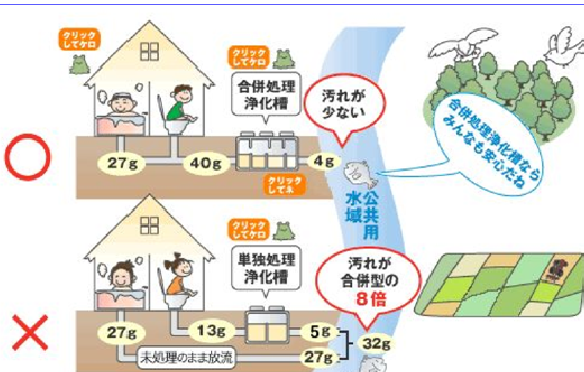 クリック
してケロ
クリック
してケロ
合併処理
浄化槽
汚れが
少ない
合併処理浄化槽なら
みんなも安心だね
27g
40g
4g
クリック
公共用
水域
クリック
してケロ
単独処理
浄化槽
汚れが
合併型の
8倍
27g
13g
5g
32g
未処理のまま放流
27g